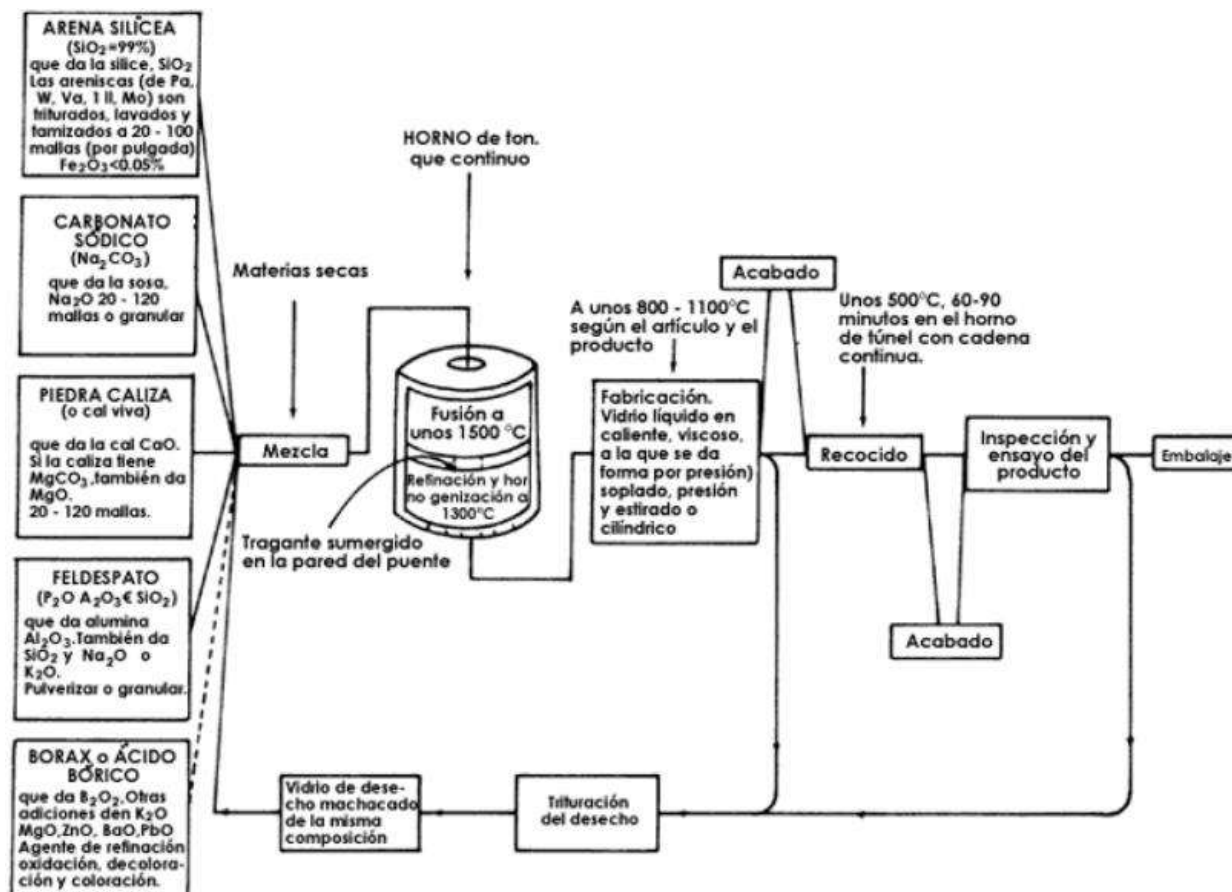 ARENA SILÍCEA
(SiO₂=99%)
que da la silice, SiO₂
Las areniscas (de Pa,
W, Va, 1 II, Mo) son
triturados, lavados y
tamizados a 20 - 100
mallas (por pulgada)
Fe₂O₃<0.05%
CARBONATO
SÓDICO
(Na₂CO₃)
que da la sosa,
Na₂O 20 - 120
mallas o granular
PIEDRA CALIZA
(o cal viva)
que da la cal CaO.
Si la caliza tiene
MgCO₃,también da
MgO.
20 - 120 mallas.
FELDESPATO
(P₂O A₂O₃€ SiO₂)
que da alumina
Al₂O₃.También da
SiO₂ y Na₂O o
K₂O.
Pulverizar o granular.
BORAX o ÁCIDO
BÓRICO
que da B₂O₂,Otras
adiciones den K₂O
MgO,ZnO, BaO,PbO
Agente de refinación
oxidación, decolora-
ción y coloración.
Materias secas
Mezcla
HORNO de ton.
que continuo
Fusión a
unos 1500 °C
Refinación y hor
no genización a
1300°C
Tragante sumergido
en la pared del puente
A unos 800 - 1100°C
según el artículo y el
producto
Fabricación.
Vidrio líquido en
caliente, viscoso,
a la que se da
forma por presión)
soplado, presión
y estirado o
cilíndrico
Acabado
Unos 500°C, 60-90
minutos en el horno
de túnel con cadena
continua.
Recocido
Acabado
Inspección y
ensayo del
producto
Embalaje
Vidrio de dese-
cho machacado
de la misma
composición
Trituración
del desecho